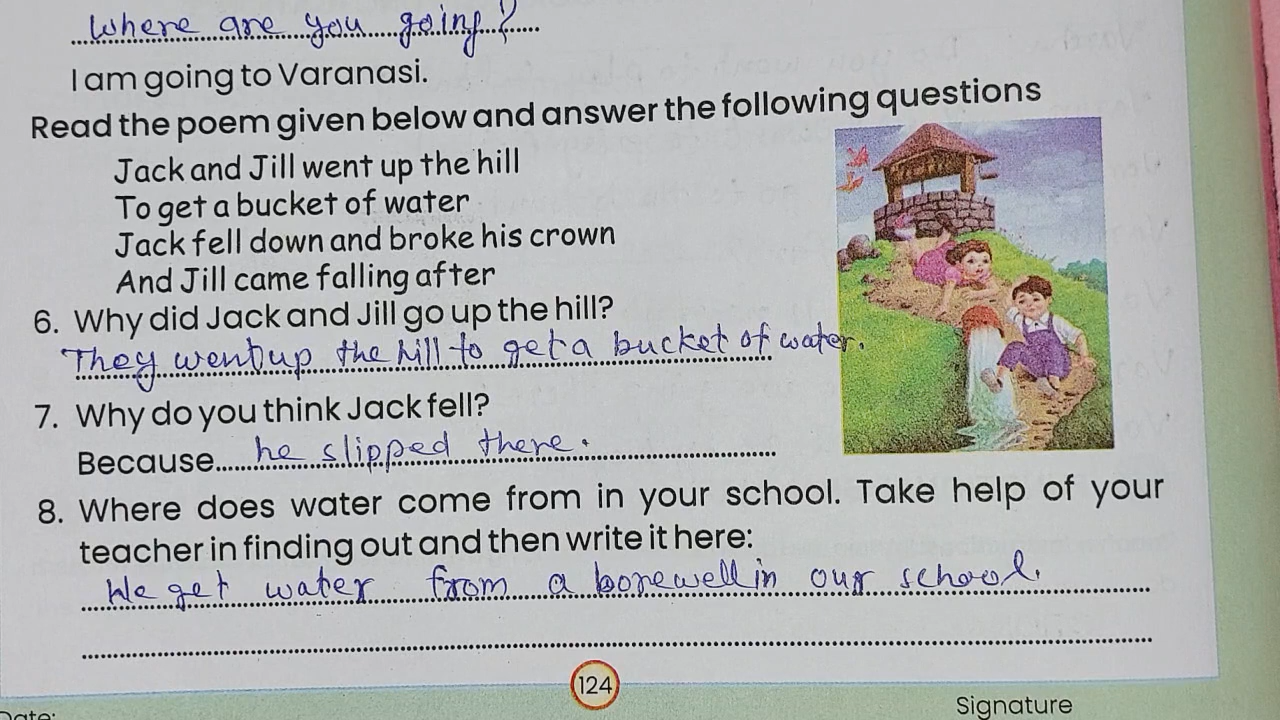 Where are you going?
I am going to Varanasi.
Read the poem given below and answer the following questions
Jack and Jill went up the hill
To get a bucket of water
Jack fell down and broke his crown
And Jill came falling after
6. Why did Jack and Jill go up the hill?
They went up the hill to get a bucket of water.
7. Why do you think Jack fell?
Because he slipped there.
8. Where does water come from in your school. Take help of your
teacher in finding out and then write it here:
We get water from a borewell in our school.
124
Date:
Signature